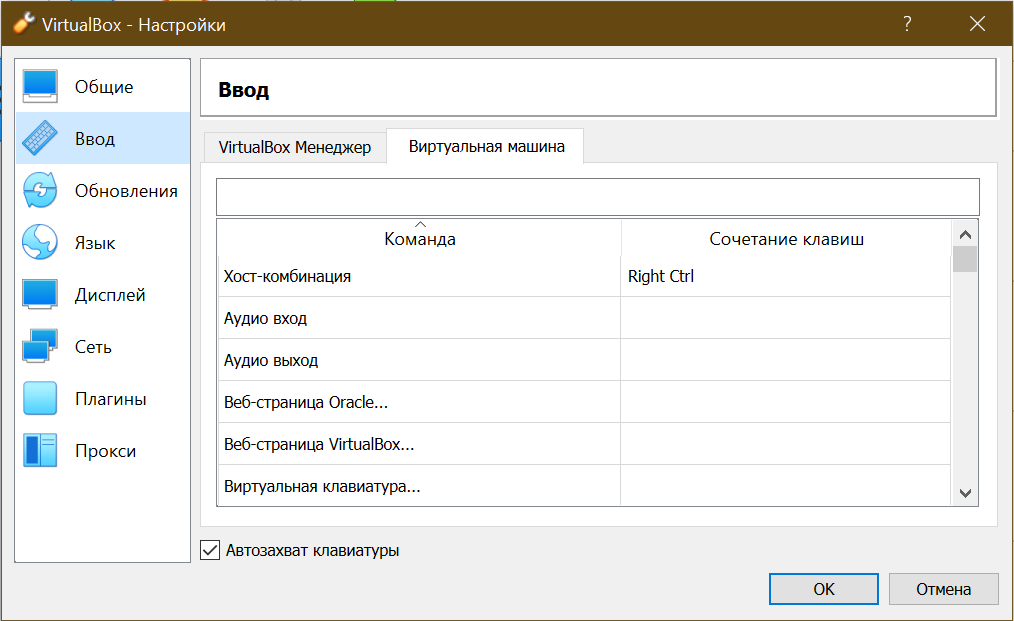 VirtualBox - Настройки
?
Общие
Ввод
Обновления
Язык
Дисплей
Сеть
Плагины
Прокси
Ввод
VirtualBox Менеджер
Виртуальная машина
Команда
Сочетание клавиш
Хост-комбинация
Right Ctrl
Аудио вход
Аудио выход
Веб-страница Oracle...
Веб-страница VirtualBox...
Виртуальная клавиатура...
Автозахват клавиатуры
OK
Отмена